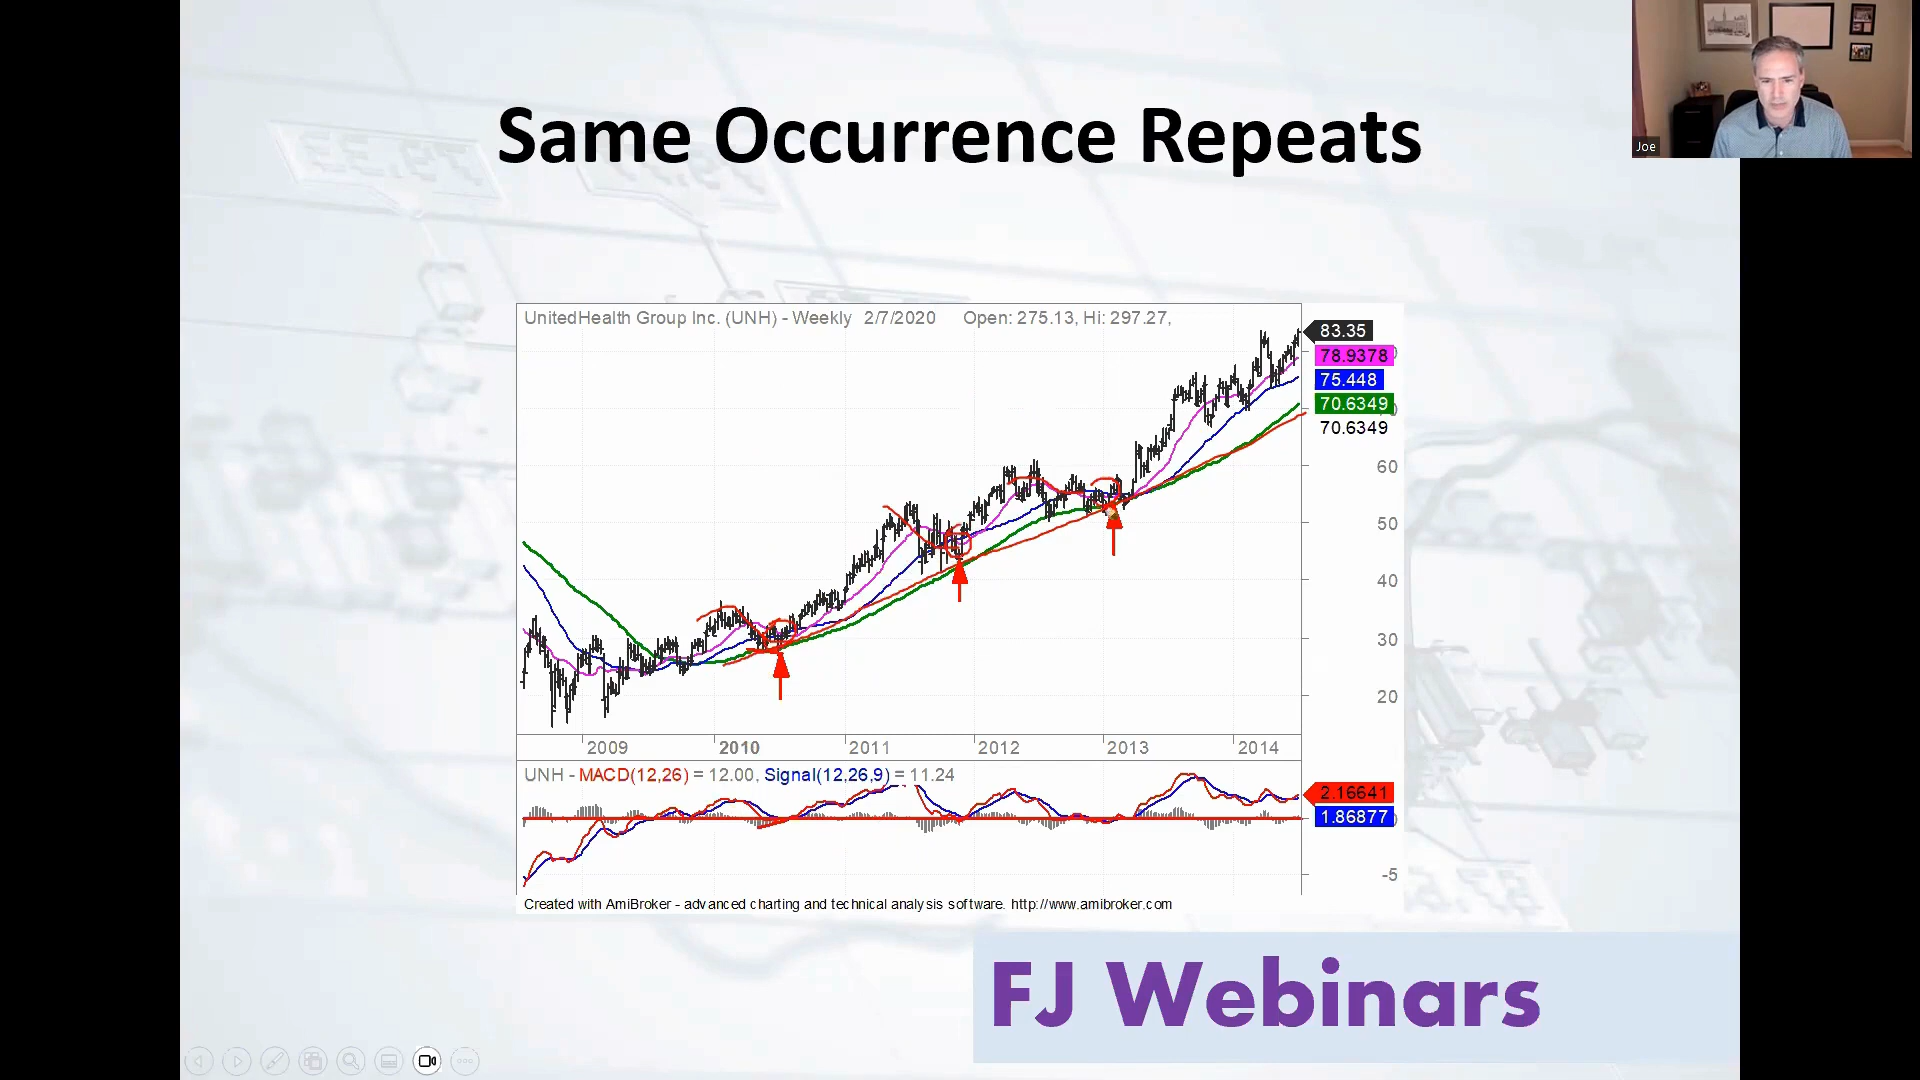 Same Occurrence Repeats
Joe
UnitedHealth Group Inc. (UNH) - Weekly 2/7/2020 Open: 275.13, Hi: 297.27,
83.35
78.9378
75.448
70.6349
70.6349
60
50
40
30
20
2009 2010 2011 2012 2013 2014
UNH - MACD(12,26) = 12.00, Signal(12,26,9) = 11.24
2.16641
1.86877
-5
Created with AmiBroker - advanced charting and technical analysis software. http://www.amibroker.com
FJ Webinars